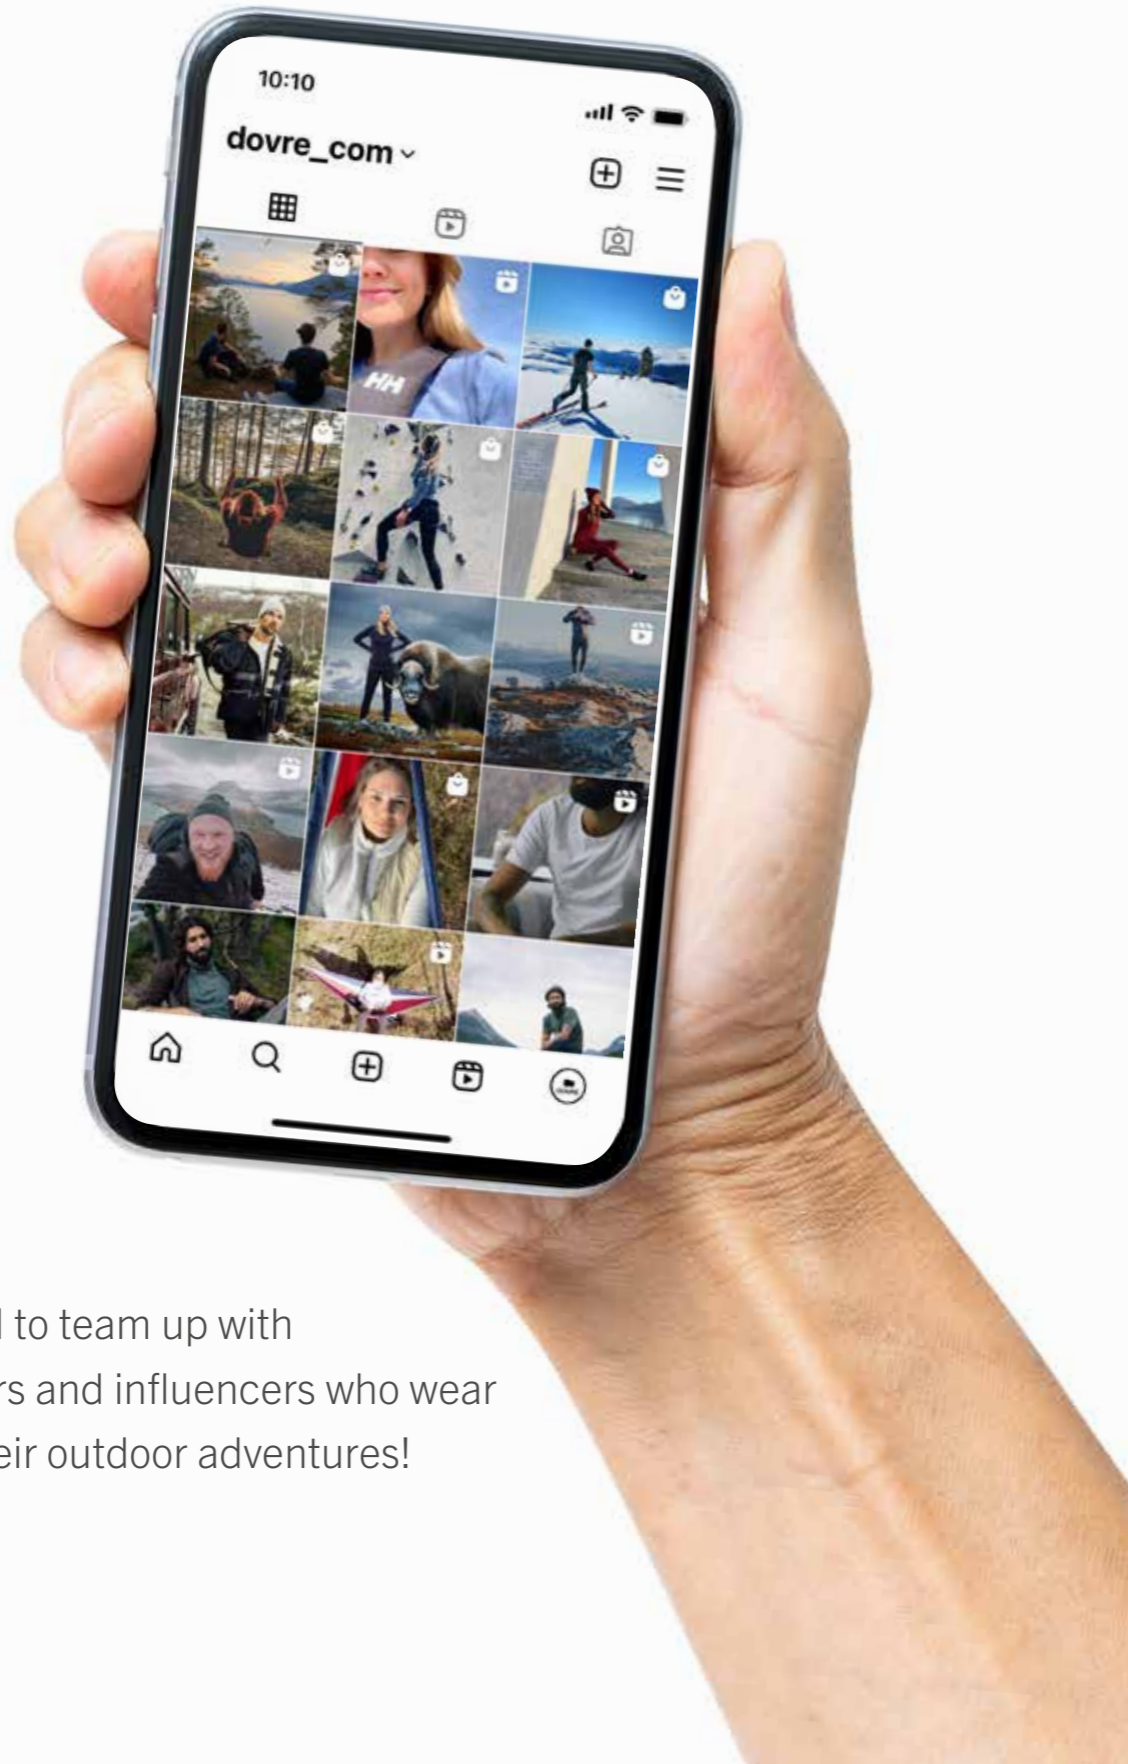 10:10
dovre_com
HH
to team up with
rs and influencers who wear
eir outdoor adventures!